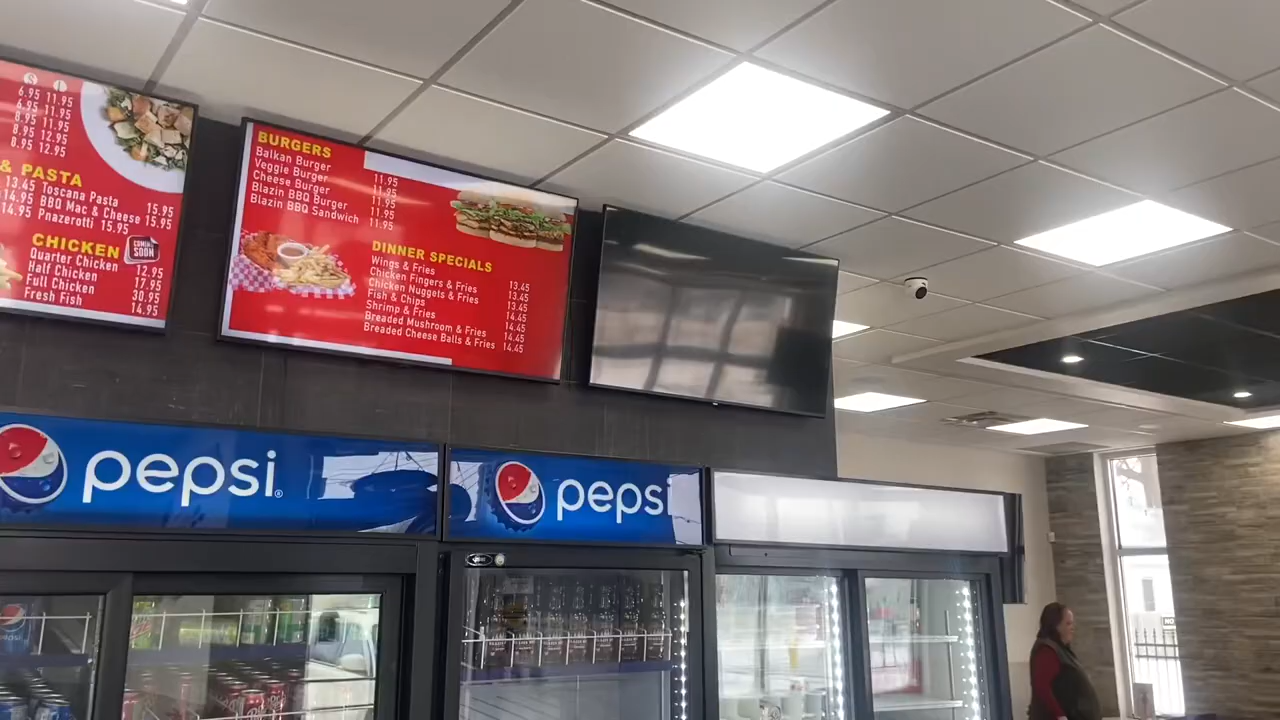 S L
6.95 11.95
6.95 11.95
8.95 11.95
8.95 12.95
8.95 12.95
& PASTA
13.45 Toscana Pasta 15.95
14.95 BBQ Mac & Cheese 15.95
14.95 Pnazerotti 15.95
CHICKEN
COMING SOON
Quarter Chicken 12.95
Half Chicken 17.95
Full Chicken 30.95
Fresh Fish 14.95
BURGERS
Balkan Burger 11.95
Veggie Burger 11.95
Cheese Burger 11.95
Blazin BBQ Burger 11.95
Blazin BBQ Sandwich 11.95
DINNER SPECIALS
Wings & Fries 13.45
Chicken Fingers & Fries 13.45
Chicken Nuggets & Fries 13.45
Fish & Chips 14.45
Shrimp & Fries 14.45
Breaded Mushroom & Fries 14.45
Breaded Cheese Balls & Fries 14.45
pepsi
pepsi
NO